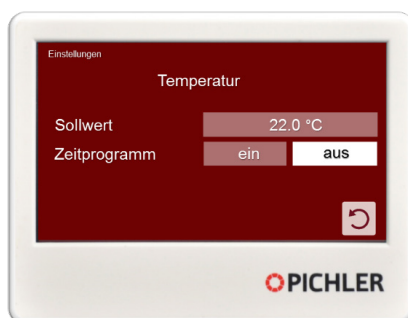 Einstellungen
Temperatur
Sollwert 22.0 °C
Zeitprogramm ein aus
PICHLER